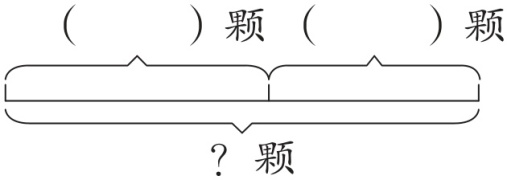 ( ) 颗 ( ) 颗
? 颗